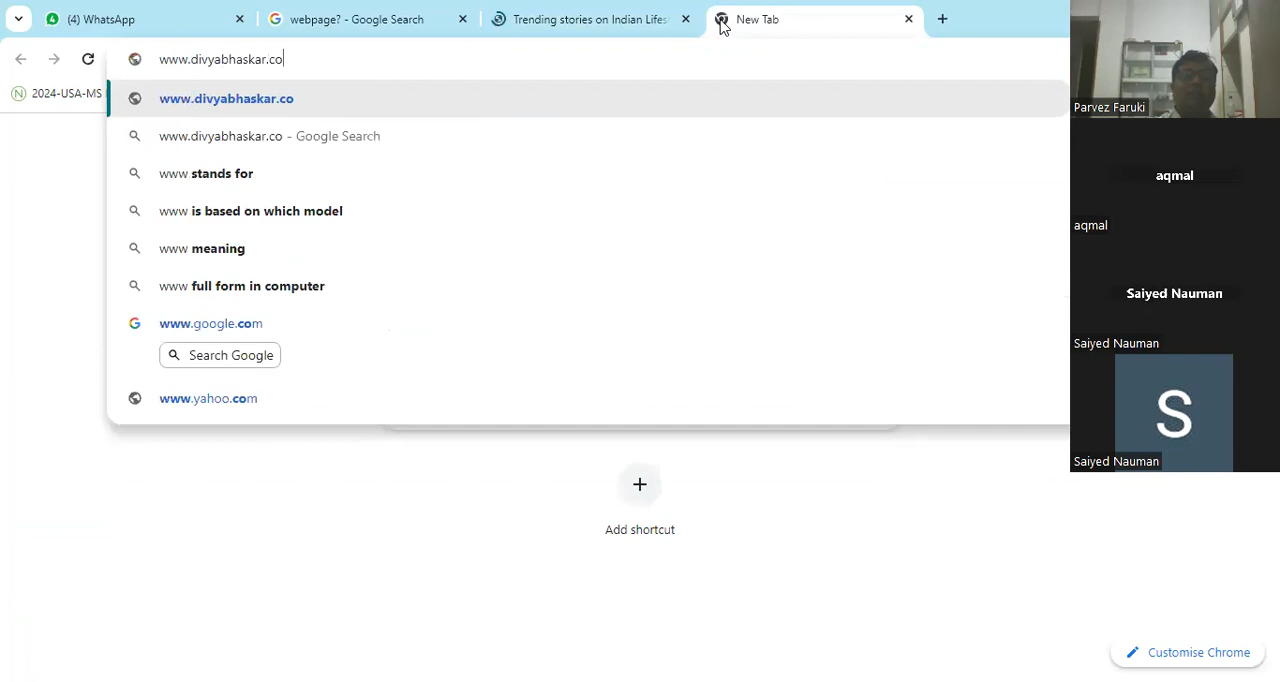 (4) WhatsApp
webpage? - Google Search
Trending stories on Indian Lifes
New Tab
www.divyabhaskar.co
2024-USA-MS
www.divyabhaskar.co
www.divyabhaskar.co - Google Search
www stands for
www is based on which model
www meaning
www full form in computer
www.google.com
Search Google
www.yahoo.com
Add shortcut
Customise Chrome
Parvez Faruki
aqmal
aqmal
Saiyed Nauman
Saiyed Nauman
S
Saiyed Nauman